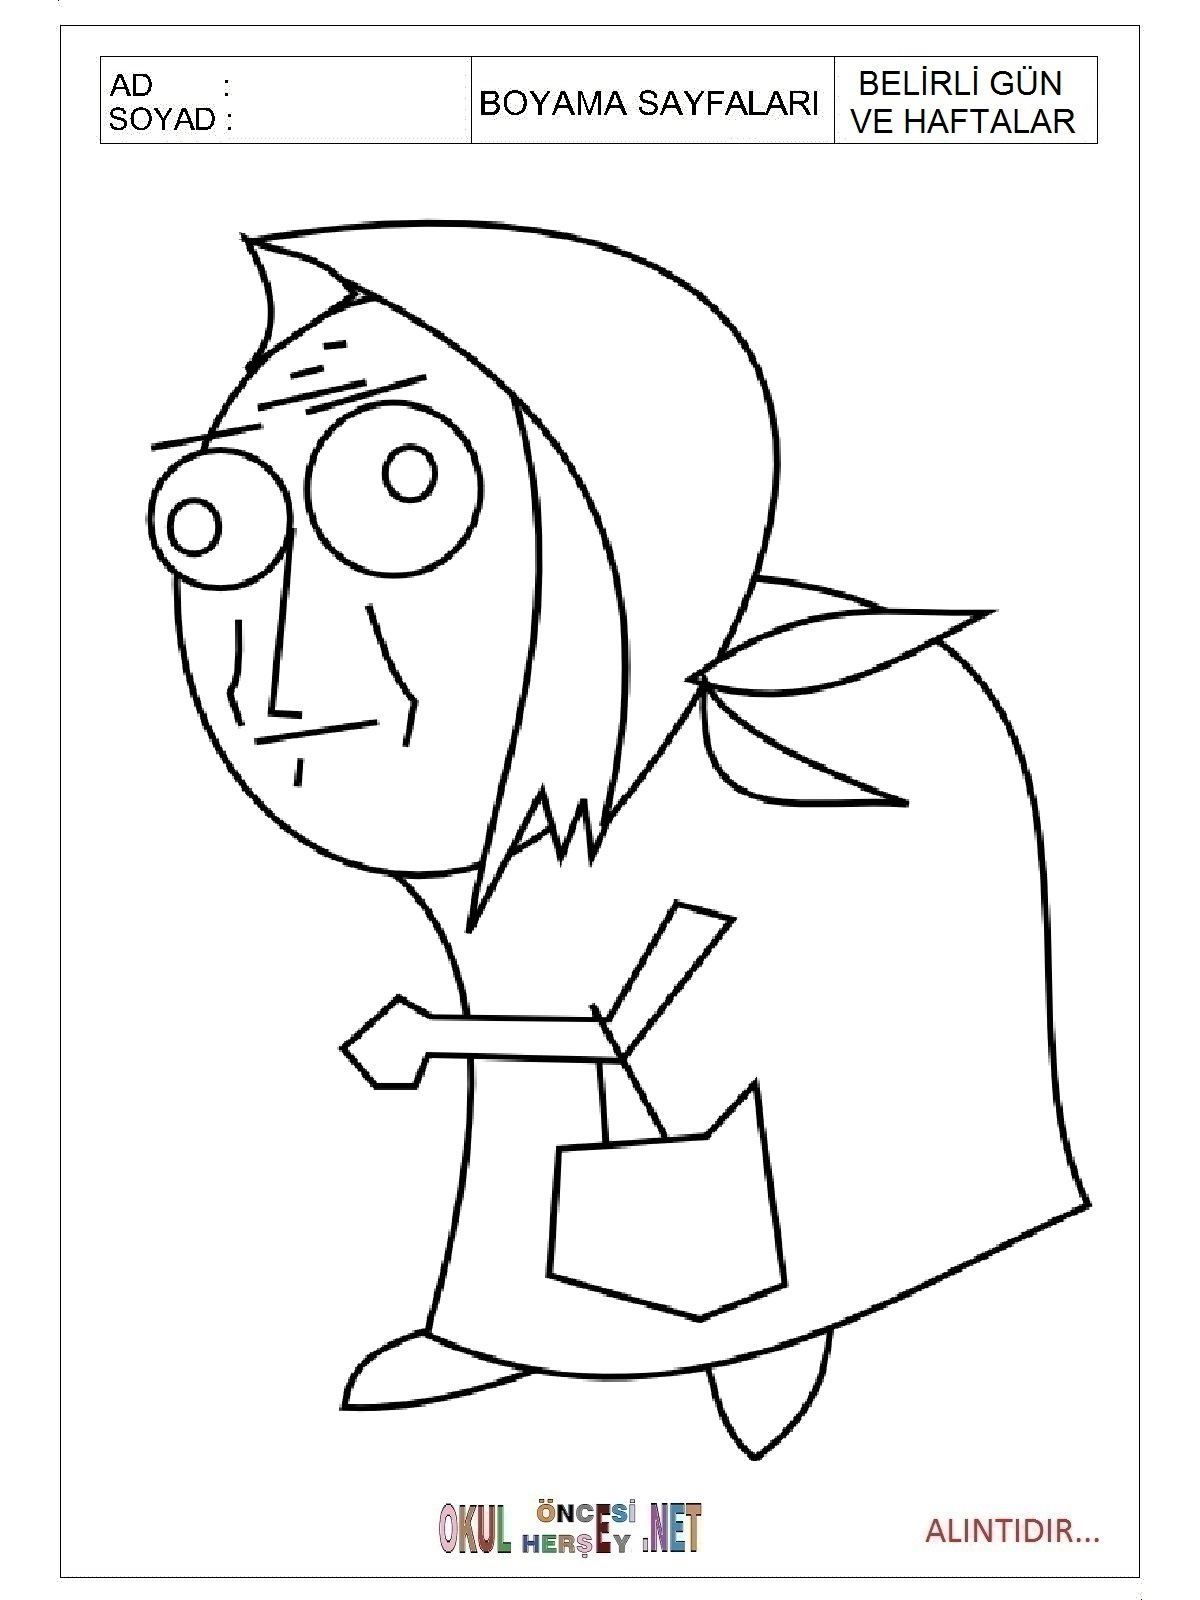 AD :
SOYAD :
BOYAMA SAYFALARI
BELİRLİ GÜN
VE HAFTALAR
OKUL ÖNCESİ HERŞEY .NET
ALINTIDIR...